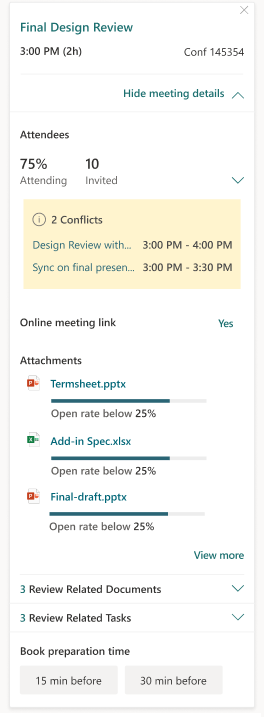 Final Design Review
3:00 PM (2h) Conf 145354
Hide meeting details
Attendees
75% 10
Attending Invited
2 Conflicts
Design Review with... 3:00 PM - 4:00 PM
Sync on final presen... 3:00 PM - 3:30 PM
Online meeting link Yes
Attachments
Termsheet.pptx
Open rate below 25%
Add-in Spec.xlsx
Open rate below 25%
Final-draft.pptx
Open rate below 25%
View more
3 Review Related Documents
3 Review Related Tasks
Book preparation time
15 min before 30 min before